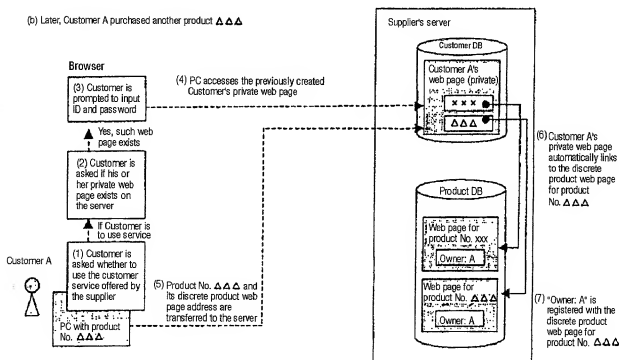 (b) Later, Customer A purchased another product △△△
Supplier's server
Customer DB
Customer A's
web page (private)
×××
△△△
Browser
(3) Customer is
prompted to input
ID and password
(4) PC accesses the previously created
Customer's private web page
Yes, such web
page exists
(2) Customer is
asked if his or
her private web
page exists on
the server
If Customer is
to use service
(1) Customer is
asked whether to
use the customer
service offered by
the supplier
Customer A
PC with product
No. △△△
(5) Product No. △△△ and
its discrete product web
page address are
transferred to the server
(6) Customer A's
private web page
automatically links
to the discrete
product web page
for product
No. △△△
Product DB
Web page for
product No. xxx
Owner: A
Web page for
product No. △△△
Owner: A
(7) "Owner: A" is
registered with the
discrete product
web page for
product No. △△△